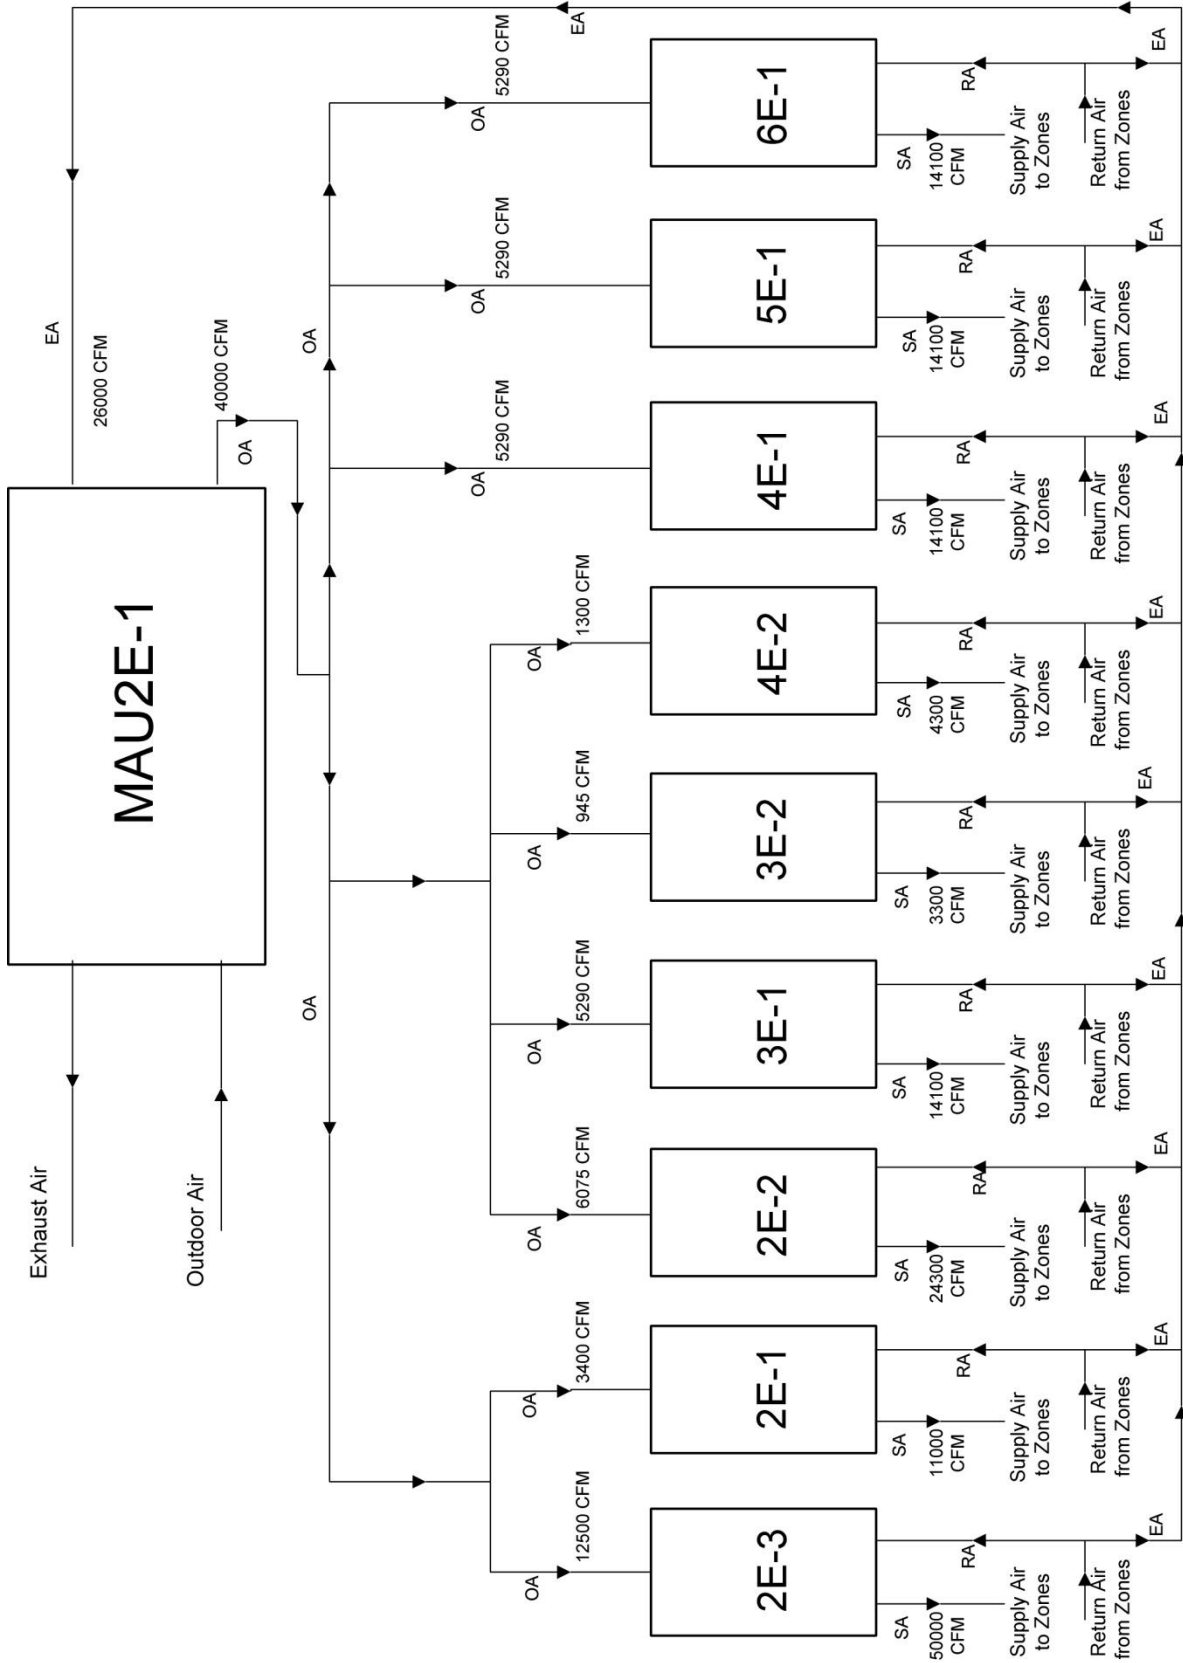 Exhaust Air
Outdoor Air
MAU2E-1
EA
26000 CFM
40000 CFM
OA
EA
OA
OA
OA
12500 CFM
OA
3400 CFM
OA
6075 CFM
OA
5290 CFM
OA
945 CFM
OA
1300 CFM
OA
5290 CFM
OA
5290 CFM
OA
5290 CFM
2E-3
SA
50000
CFM
Supply Air
to Zones
RA
Return Air
from Zones
EA
2E-1
SA
11000
CFM
Supply Air
to Zones
RA
Return Air
from Zones
EA
2E-2
SA
24300
CFM
Supply Air
to Zones
RA
Return Air
from Zones
EA
3E-1
SA
14100
CFM
Supply Air
to Zones
RA
Return Air
from Zones
EA
3E-2
SA
3300
CFM
Supply Air
to Zones
RA
Return Air
from Zones
EA
4E-2
SA
4300
CFM
Supply Air
to Zones
RA
Return Air
from Zones
EA
4E-1
SA
14100
CFM
Supply Air
to Zones
RA
Return Air
from Zones
EA
5E-1
SA
14100
CFM
Supply Air
to Zones
RA
Return Air
from Zones
EA
6E-1
SA
14100
CFM
Supply Air
to Zones
RA
Return Air
from Zones
EA